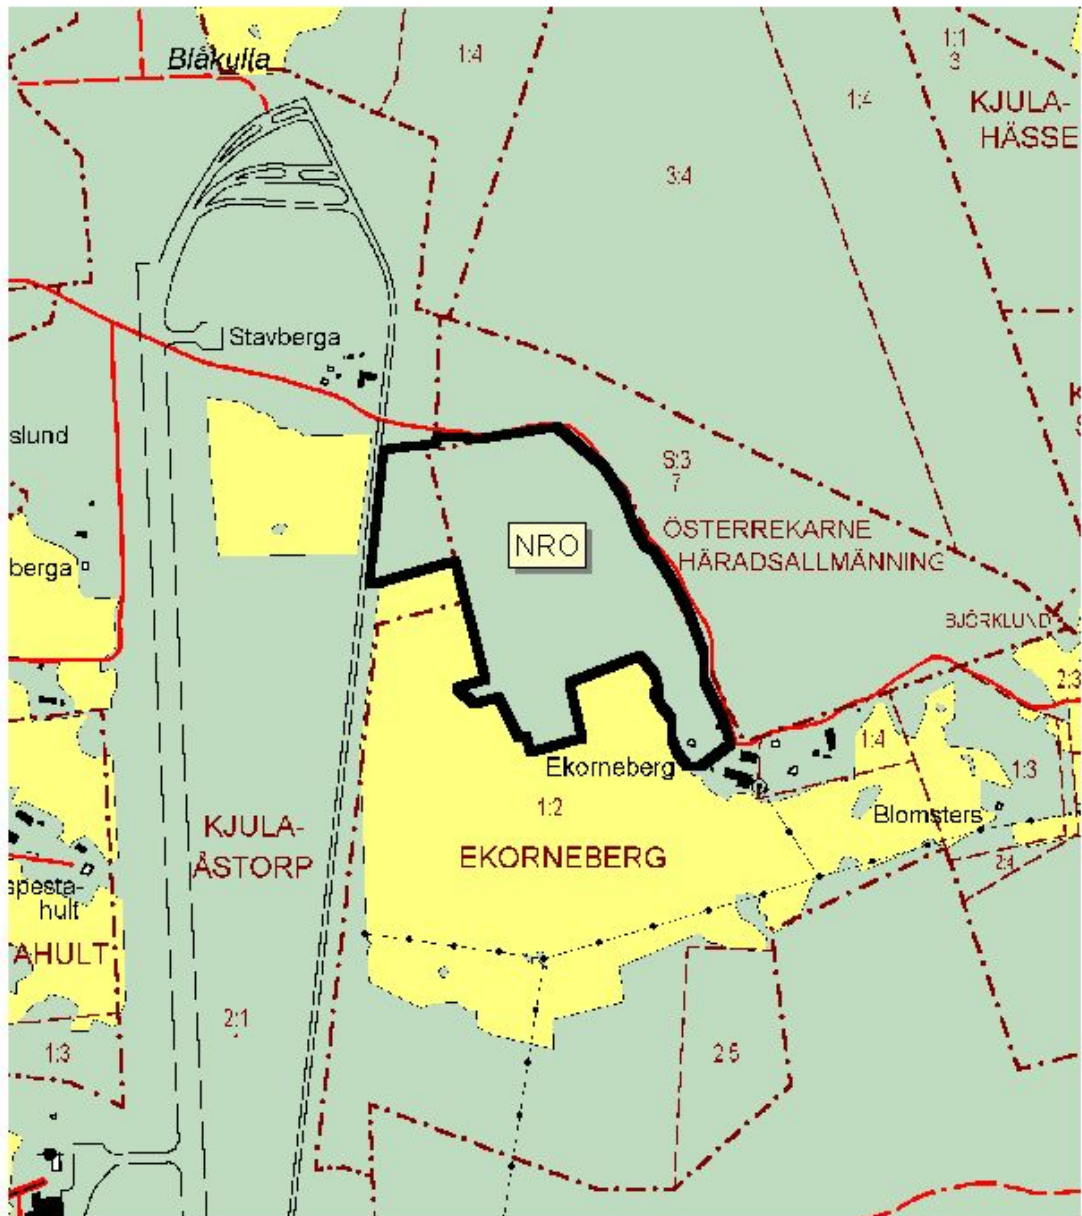 Blåkulla
1:4
1:1
3
1:4
KJULA-
HÄSSE
3:4
Stavberga
slund
S:3
7
ÖSTERREKARNE
HÄRADSALLMÄNNING
NRO
berga
BJÖRKLUND
2:3
1:4
Ekorneberg
1:3
1:2
Blomsters
KJULA-
ÅSTORP
EKORNEBERG
2:4
spesta-
hult
AHULT
2:1
1:3
2:5